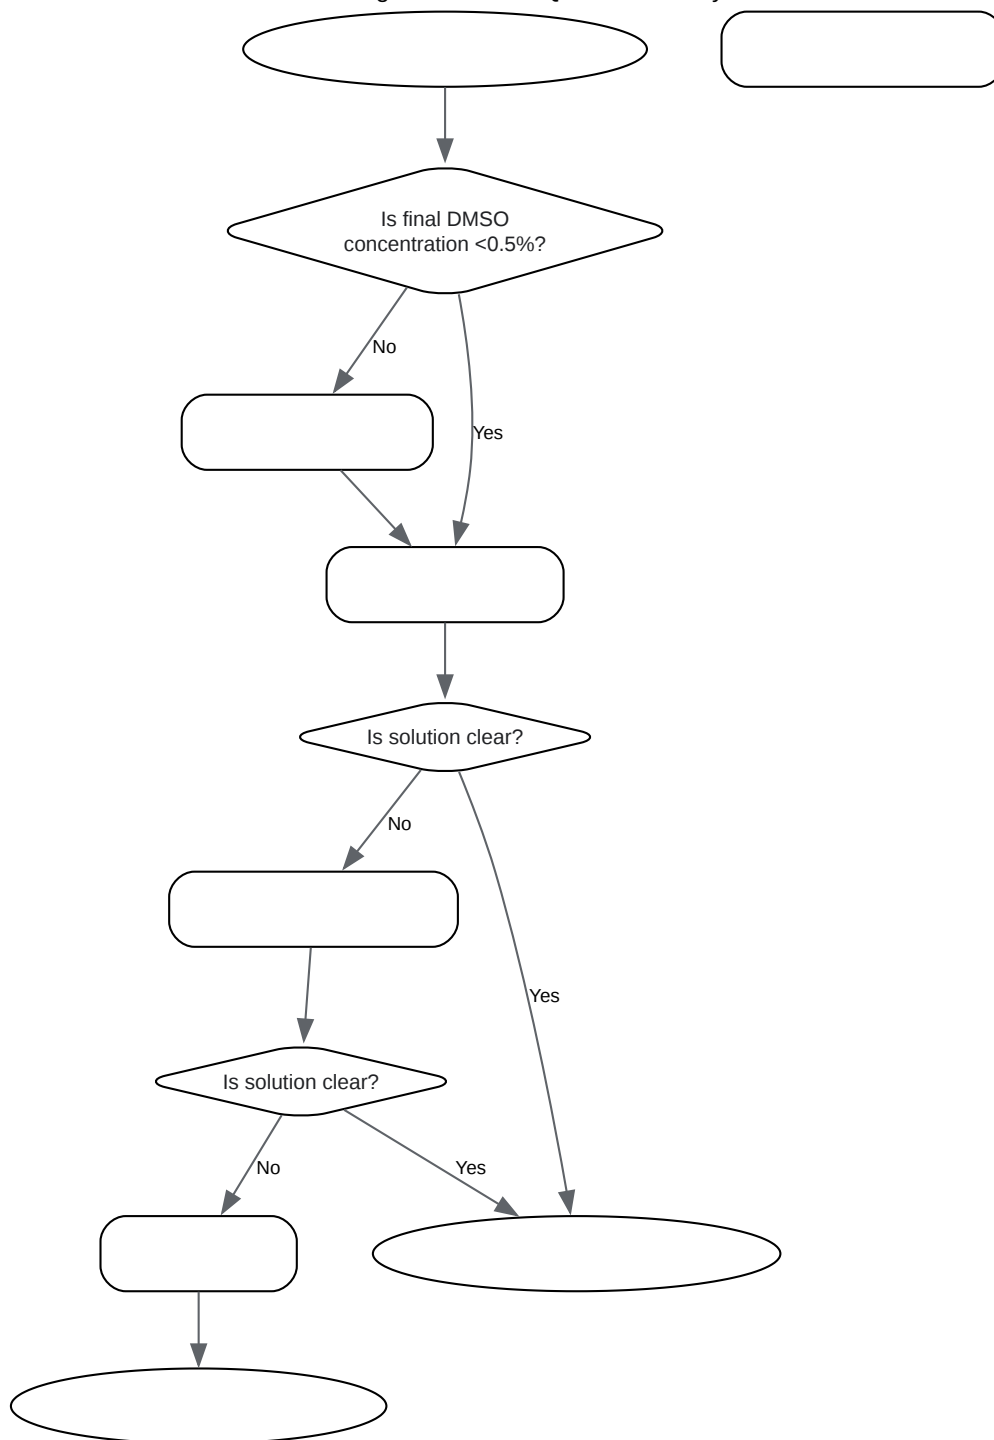 Is final DMSO
concentration <0.5%?
No
Yes
Is solution clear?
No
Yes
Is solution clear?
No
Yes